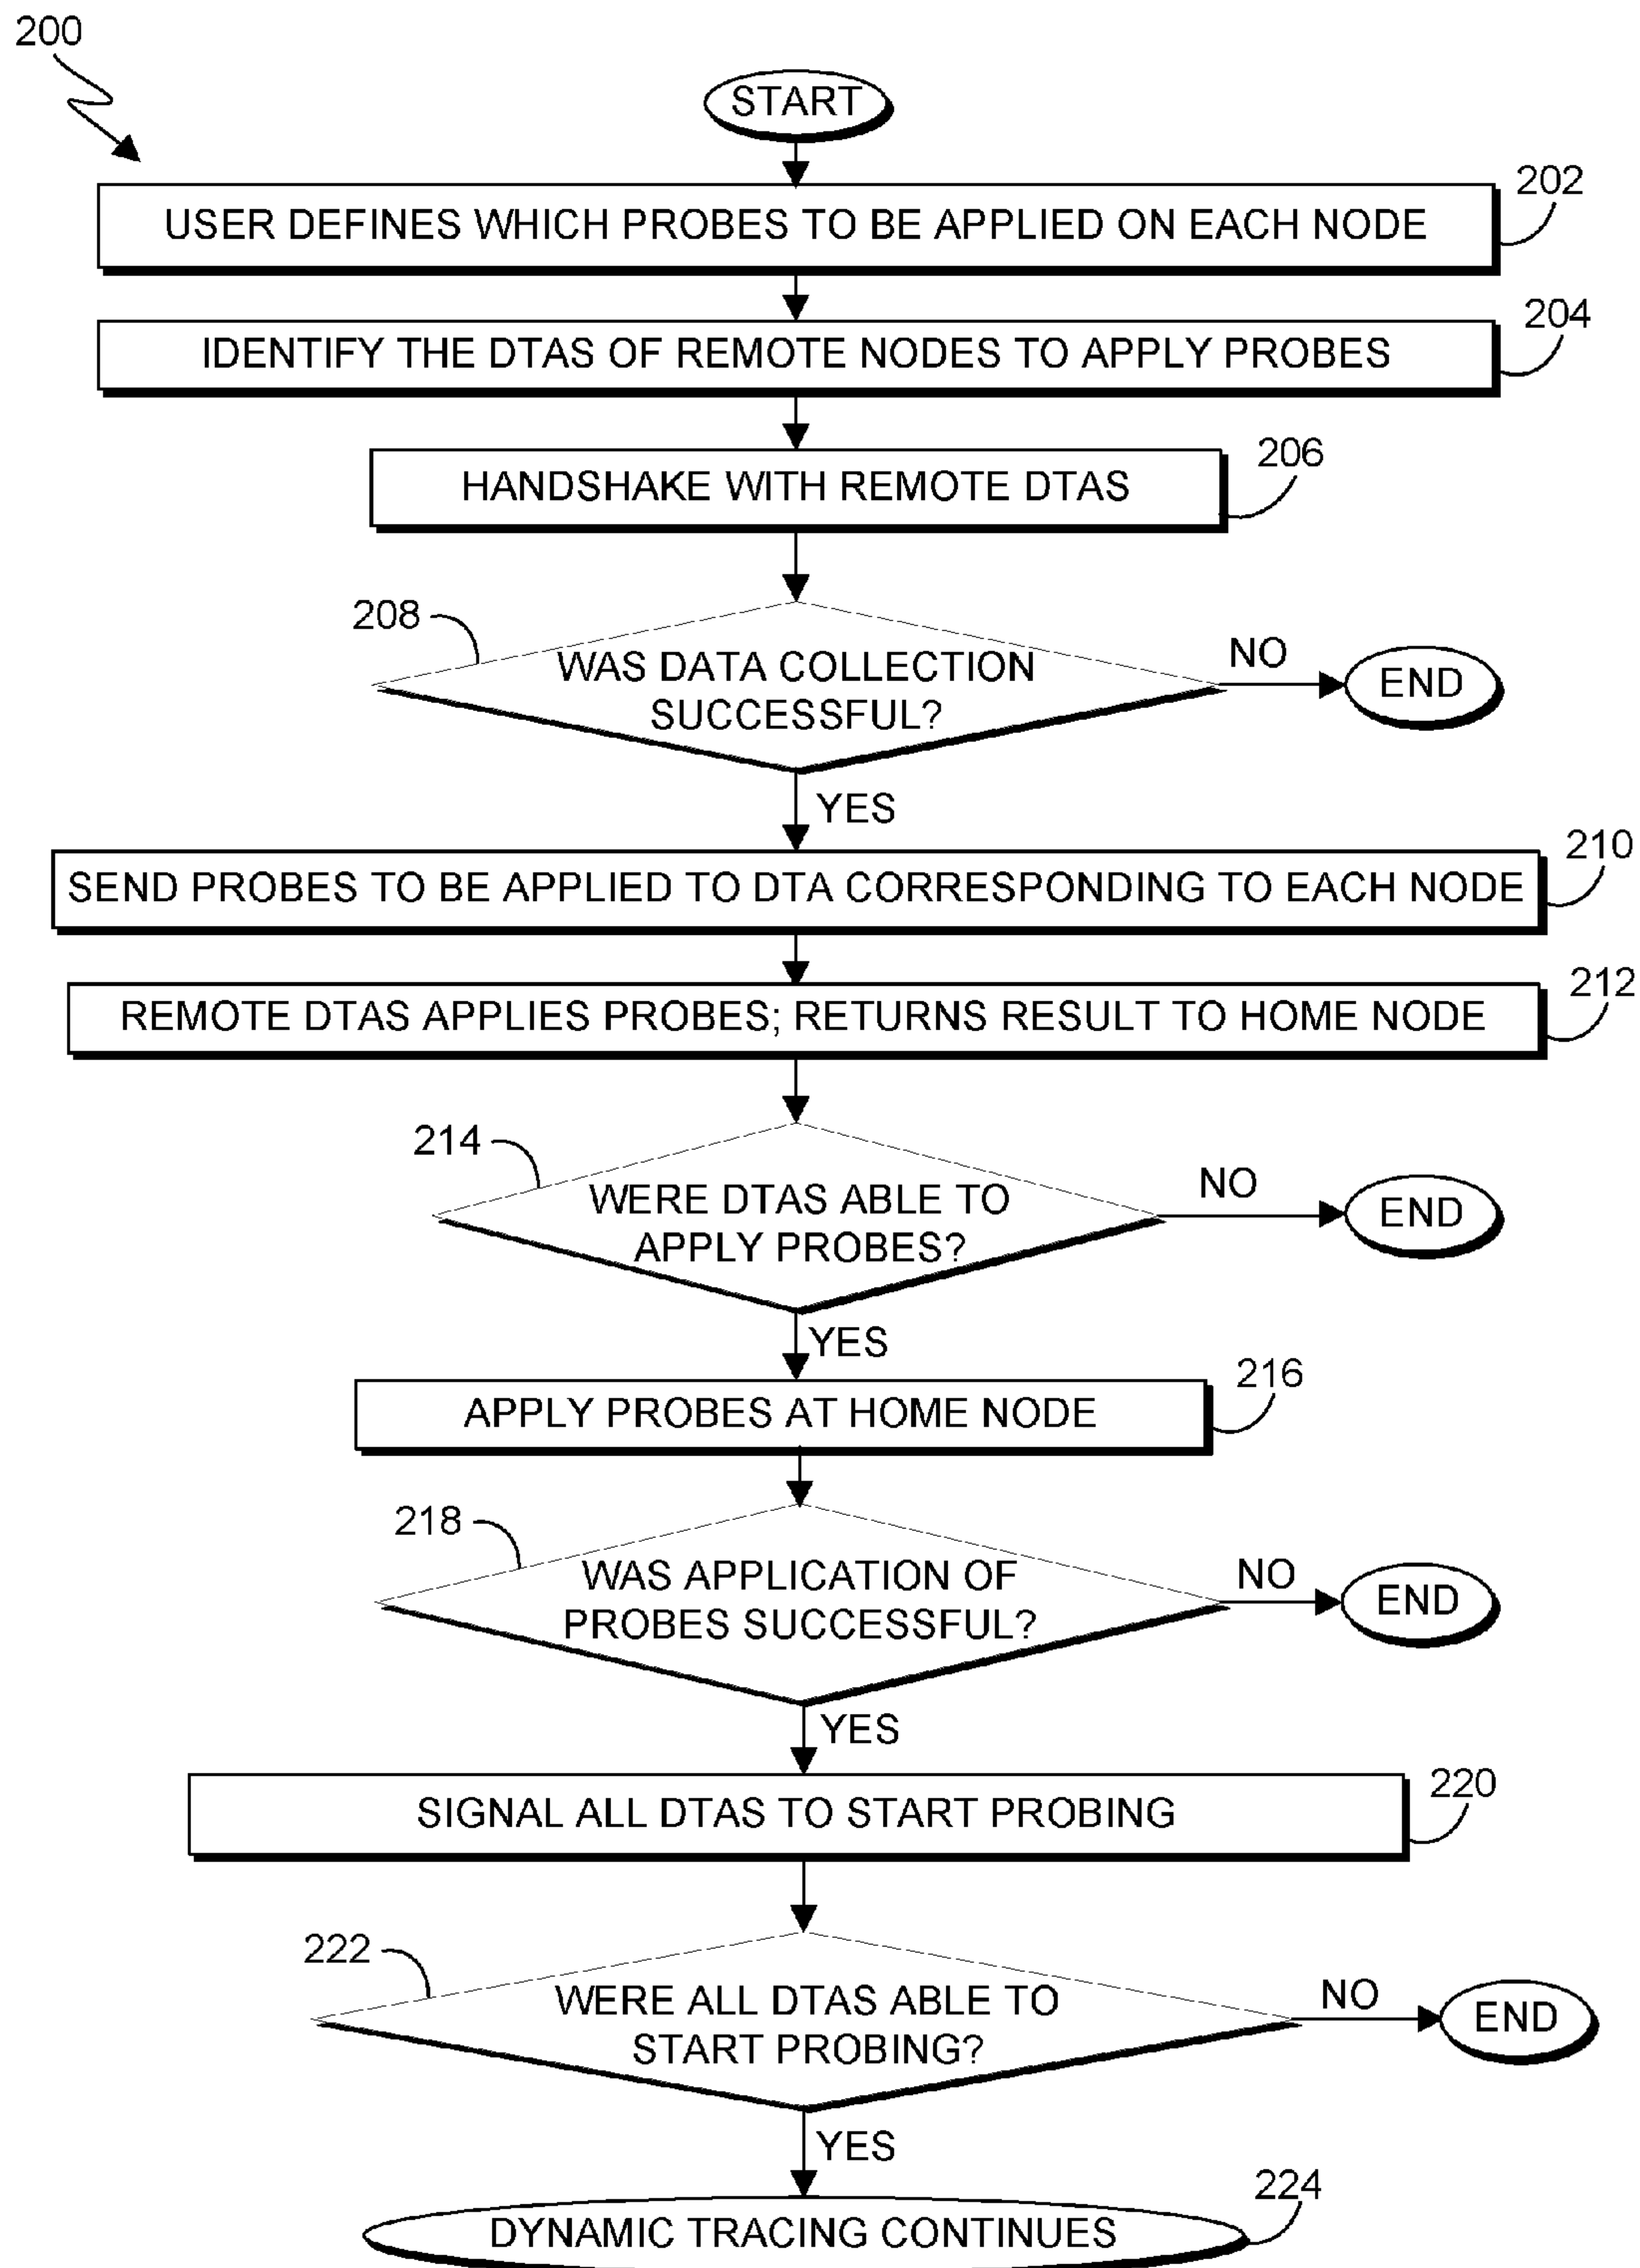 200
START
202
USER DEFINES WHICH PROBES TO BE APPLIED ON EACH NODE
204
IDENTIFY THE DTAS OF REMOTE NODES TO APPLY PROBES
206
HANDSHAKE WITH REMOTE DTAS
208
WAS DATA COLLECTION
SUCCESSFUL?
NO
END
YES
210
SEND PROBES TO BE APPLIED TO DTA CORRESPONDING TO EACH NODE
212
REMOTE DTAS APPLIES PROBES; RETURNS RESULT TO HOME NODE
214
WERE DTAS ABLE TO
APPLY PROBES?
NO
END
YES
216
APPLY PROBES AT HOME NODE
218
WAS APPLICATION OF
PROBES SUCCESSFUL?
NO
END
YES
220
SIGNAL ALL DTAS TO START PROBING
222
WERE ALL DTAS ABLE TO
START PROBING?
NO
END
YES
224
DYNAMIC TRACING CONTINUES